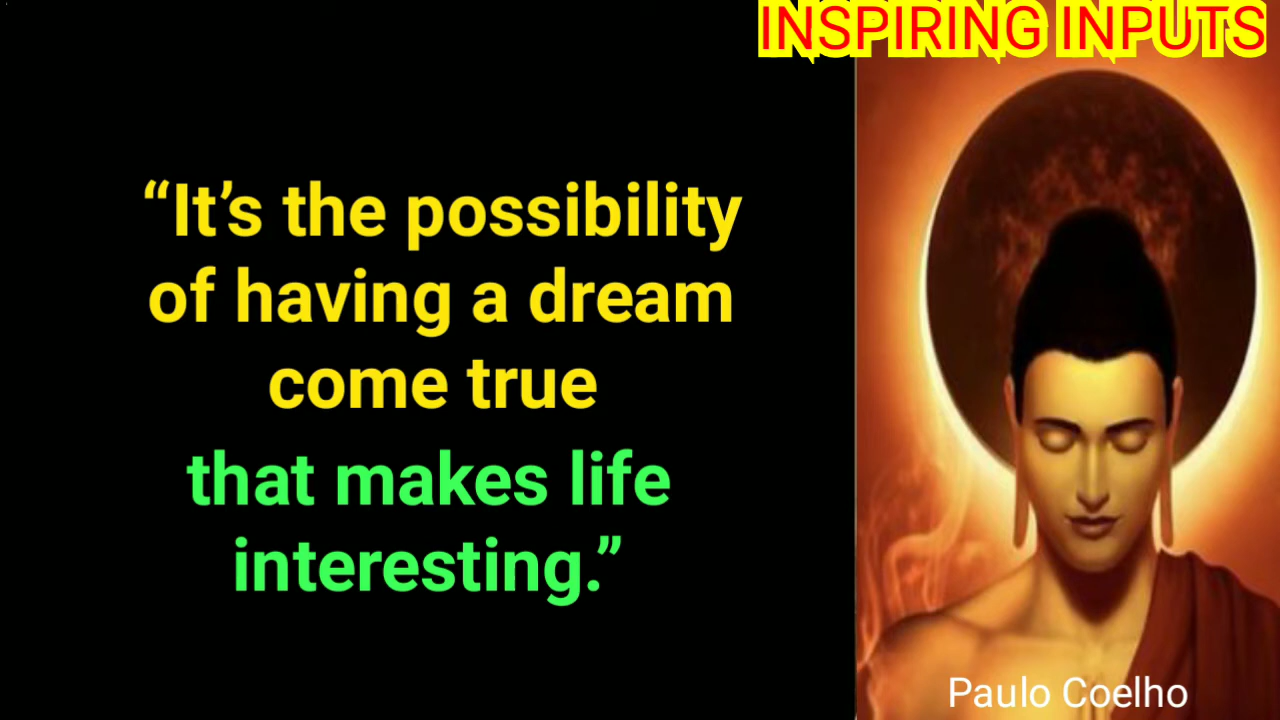 INSPIRING INPUTS
“It’s the possibility
of having a dream
come true
that makes life
interesting.”
Paulo Coelho